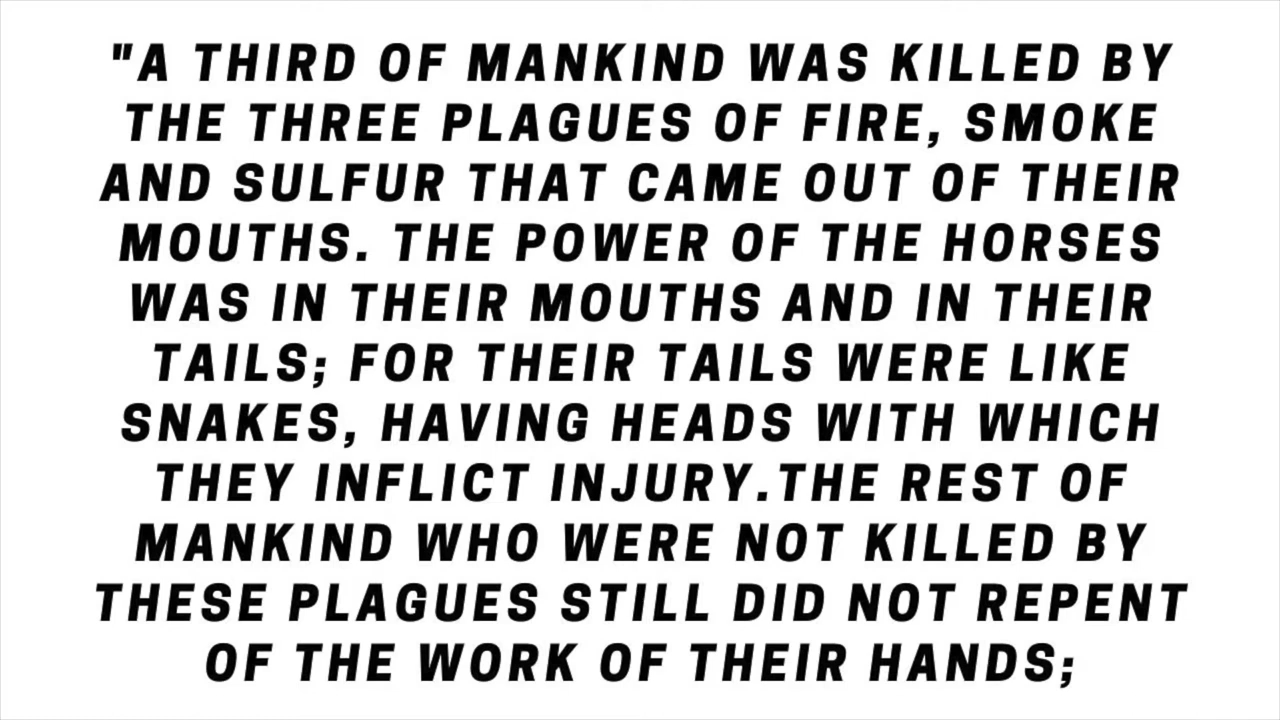 "A THIRD OF MANKIND WAS KILLED BY
THE THREE PLAGUES OF FIRE, SMOKE
AND SULFUR THAT CAME OUT OF THEIR
MOUTHS. THE POWER OF THE HORSES
WAS IN THEIR MOUTHS AND IN THEIR
TAILS; FOR THEIR TAILS WERE LIKE
SNAKES, HAVING HEADS WITH WHICH
THEY INFLICT INJURY.THE REST OF
MANKIND WHO WERE NOT KILLED BY
THESE PLAGUES STILL DID NOT REPENT
OF THE WORK OF THEIR HANDS;